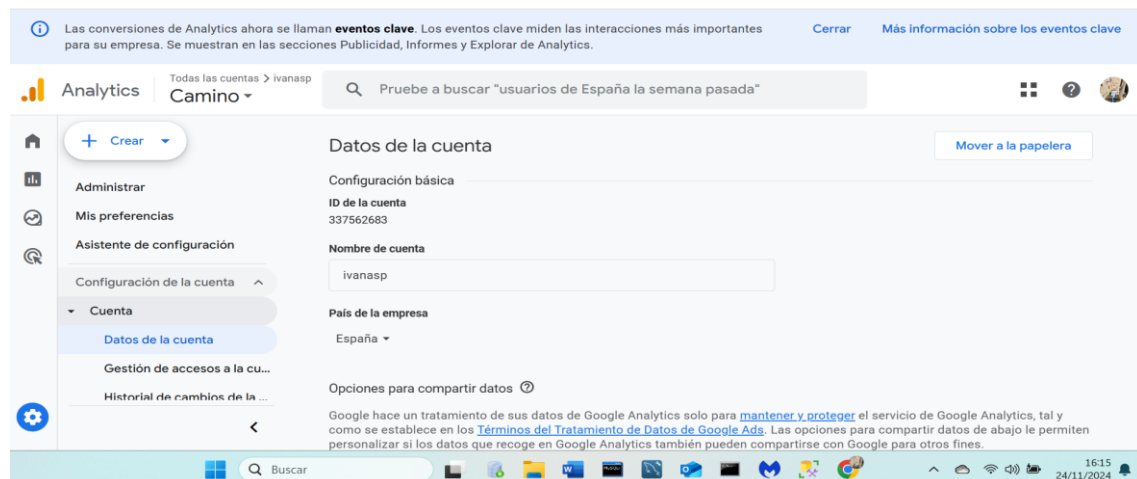 Las conversiones de Analytics ahora se llaman eventos clave. Los eventos clave miden las interacciones más importantes
para su empresa. Se muestran en las secciones Publicidad, Informes y Explorar de Analytics.
Cerrar
Más información sobre los eventos clave
Analytics
Todas las cuentas > ivanasp
Camino
Pruebe a buscar "usuarios de España la semana pasada"
Crear
Administrar
Mis preferencias
Asistente de configuración
Configuración de la cuenta
Cuenta
Datos de la cuenta
Gestión de accesos a la cu...
Historial de cambios de la ...
Datos de la cuenta
Mover a la papelera
Configuración básica
ID de la cuenta
337562683
Nombre de cuenta
ivanasp
País de la empresa
España
Opciones para compartir datos
Google hace un tratamiento de sus datos de Google Analytics solo para mantener y proteger el servicio de Google Analytics, tal y
como se establece en los Términos del Tratamiento de Datos de Google Ads. Las opciones para compartir datos de abajo le permiten
personalizar si los datos que recoge en Google Analytics también pueden compartirse con Google para otros fines.
Buscar
16:15
24/11/2024